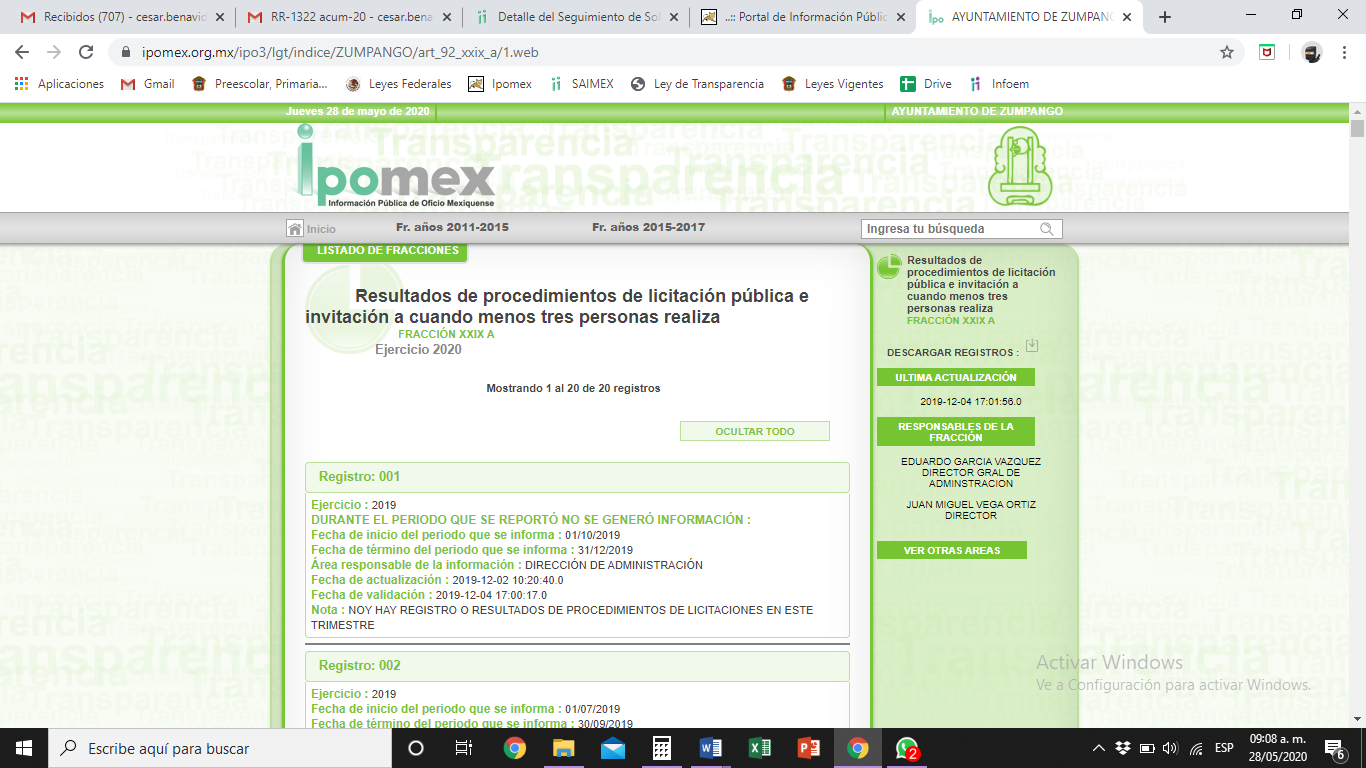 Recibidos (707) - cesar.benavid
RR-1322 acum-20 - cesar.bena
Detalle del Seguimiento de Sol
..:: Portal de Información Públic
AYUNTAMIENTO DE ZUMPANG
ipomex.org.mx/ipo3/lgt/indice/ZUMPANGO/art_92_xxix_a/1.web
Aplicaciones
Gmail
Preescolar, Primaria...
Leyes Federales
Ipomex
SAIMEX
Ley de Transparencia
Leyes Vigentes
Drive
Infoem
Jueves 28 de mayo de 2020
AYUNTAMIENTO DE ZUMPANGO
ipomex
Información Pública de Oficio Mexiquense
Inicio
Fr. años 2011-2015
Fr. años 2015-2017
Ingresa tu búsqueda
LISTADO DE FRACCIONES
Resultados de procedimientos de licitación pública e
invitación a cuando menos tres personas realiza
FRACCIÓN XXIX A
Ejercicio 2020
Mostrando 1 al 20 de 20 registros
OCULTAR TODO
Registro: 001
Ejercicio : 2019
DURANTE EL PERIODO QUE SE REPORTÓ NO SE GENERÓ INFORMACIÓN :
Fecha de inicio del periodo que se informa : 01/10/2019
Fecha de término del periodo que se informa : 31/12/2019
Área responsable de la información : DIRECCIÓN DE ADMINISTRACIÓN
Fecha de actualización : 2019-12-02 10:20:40.0
Fecha de validación : 2019-12-04 17:00:17.0
Nota : NOY HAY REGISTRO O RESULTADOS DE PROCEDIMIENTOS DE LICITACIONES EN ESTE
TRIMESTRE
Registro: 002
Ejercicio : 2019
Fecha de inicio del periodo que se informa : 01/07/2019
Fecha de término del periodo que se informa : 30/09/2019
Resultados de
procedimientos de licitación
pública e invitación a
cuando menos tres
personas realiza
FRACCIÓN XXIX A
DESCARGAR REGISTROS :
ULTIMA ACTUALIZACIÓN
2019-12-04 17:01:56.0
RESPONSABLES DE LA
FRACCIÓN
EDUARDO GARCIA VAZQUEZ
DIRECTOR GRAL DE
ADMINSTRACION
JUAN MIGUEL VEGA ORTIZ
DIRECTOR
VER OTRAS AREAS
Activar Windows
Ve a Configuración para activar Windows.
Escribe aquí para buscar
2
ESP
09:08 a. m.
28/05/2020
6